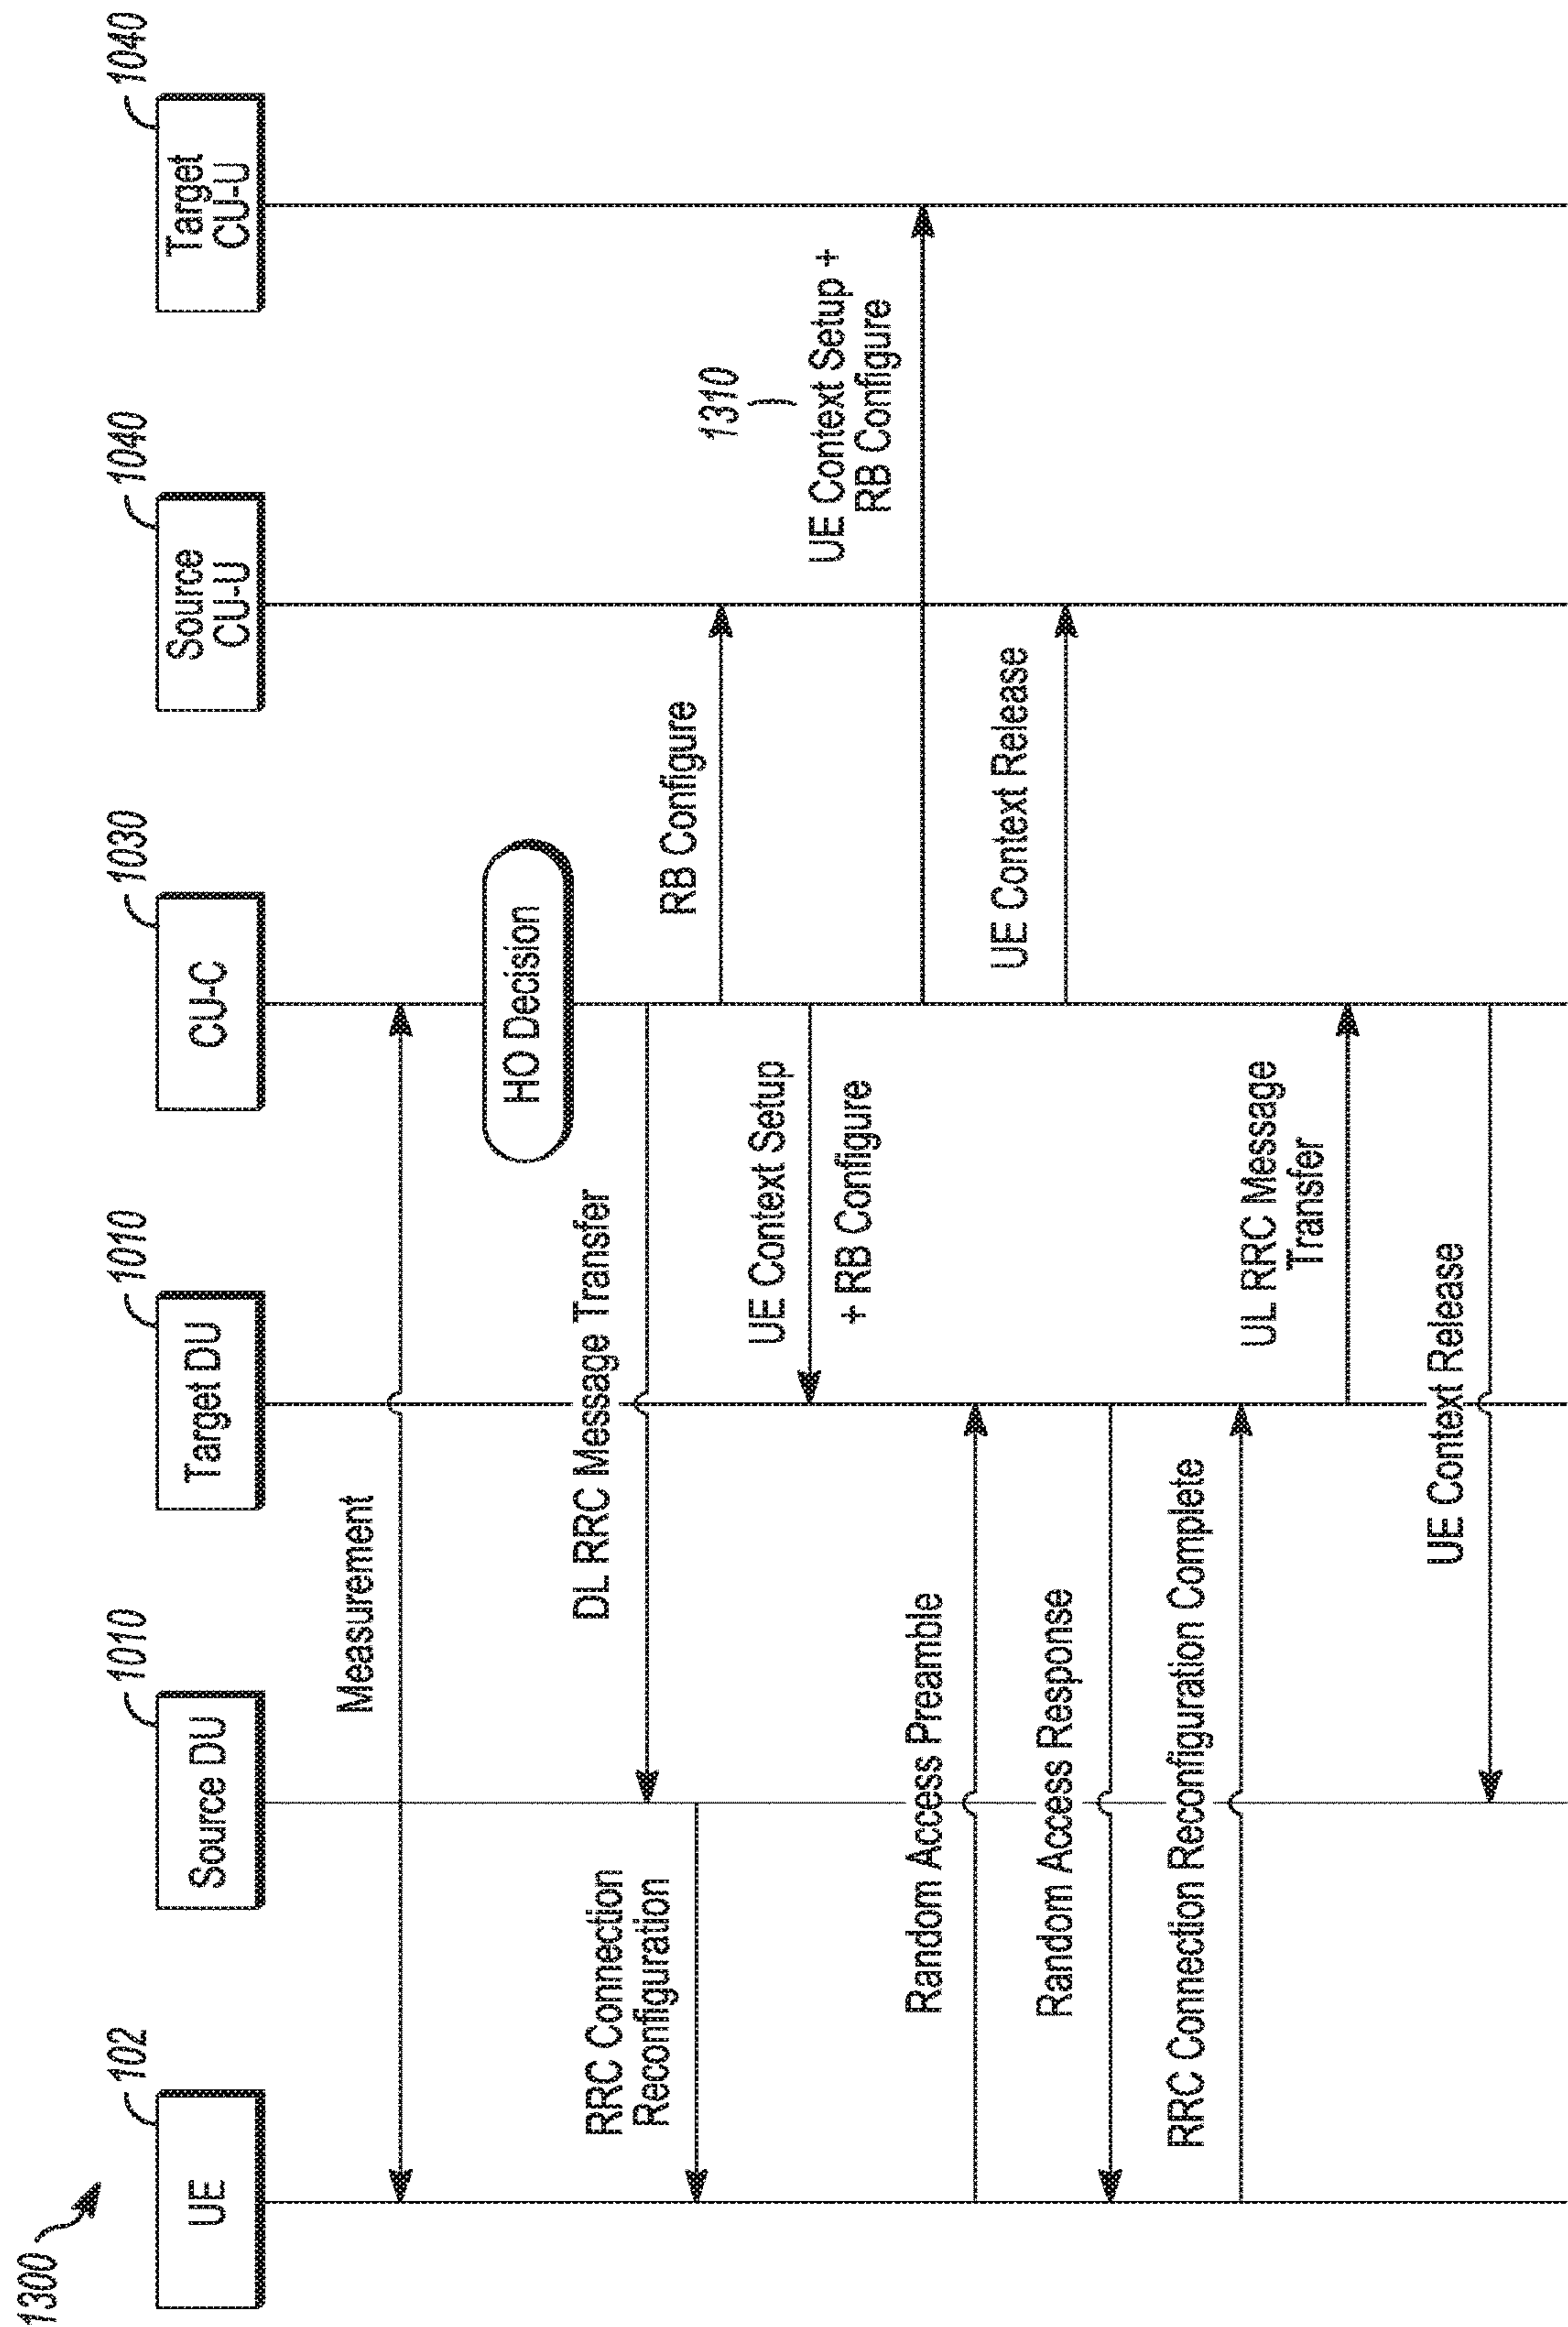 1300
UE
102
Source DU
1010
Target DU
1010
CU-C
1030
Source
CU-U
1040
Target
CU-U
1040
Measurement
HO Decision
DL RRC Message Transfer
RRC Connection
Reconfiguration
RB Configure
UE Context Setup
+ RB Configure
1310
UE Context Setup +
RB Configure
Random Access Preamble
UE Context Release
Random Access Response
RRC Connection Reconfiguration Complete
UL RRC Message
Transfer
UE Context Release